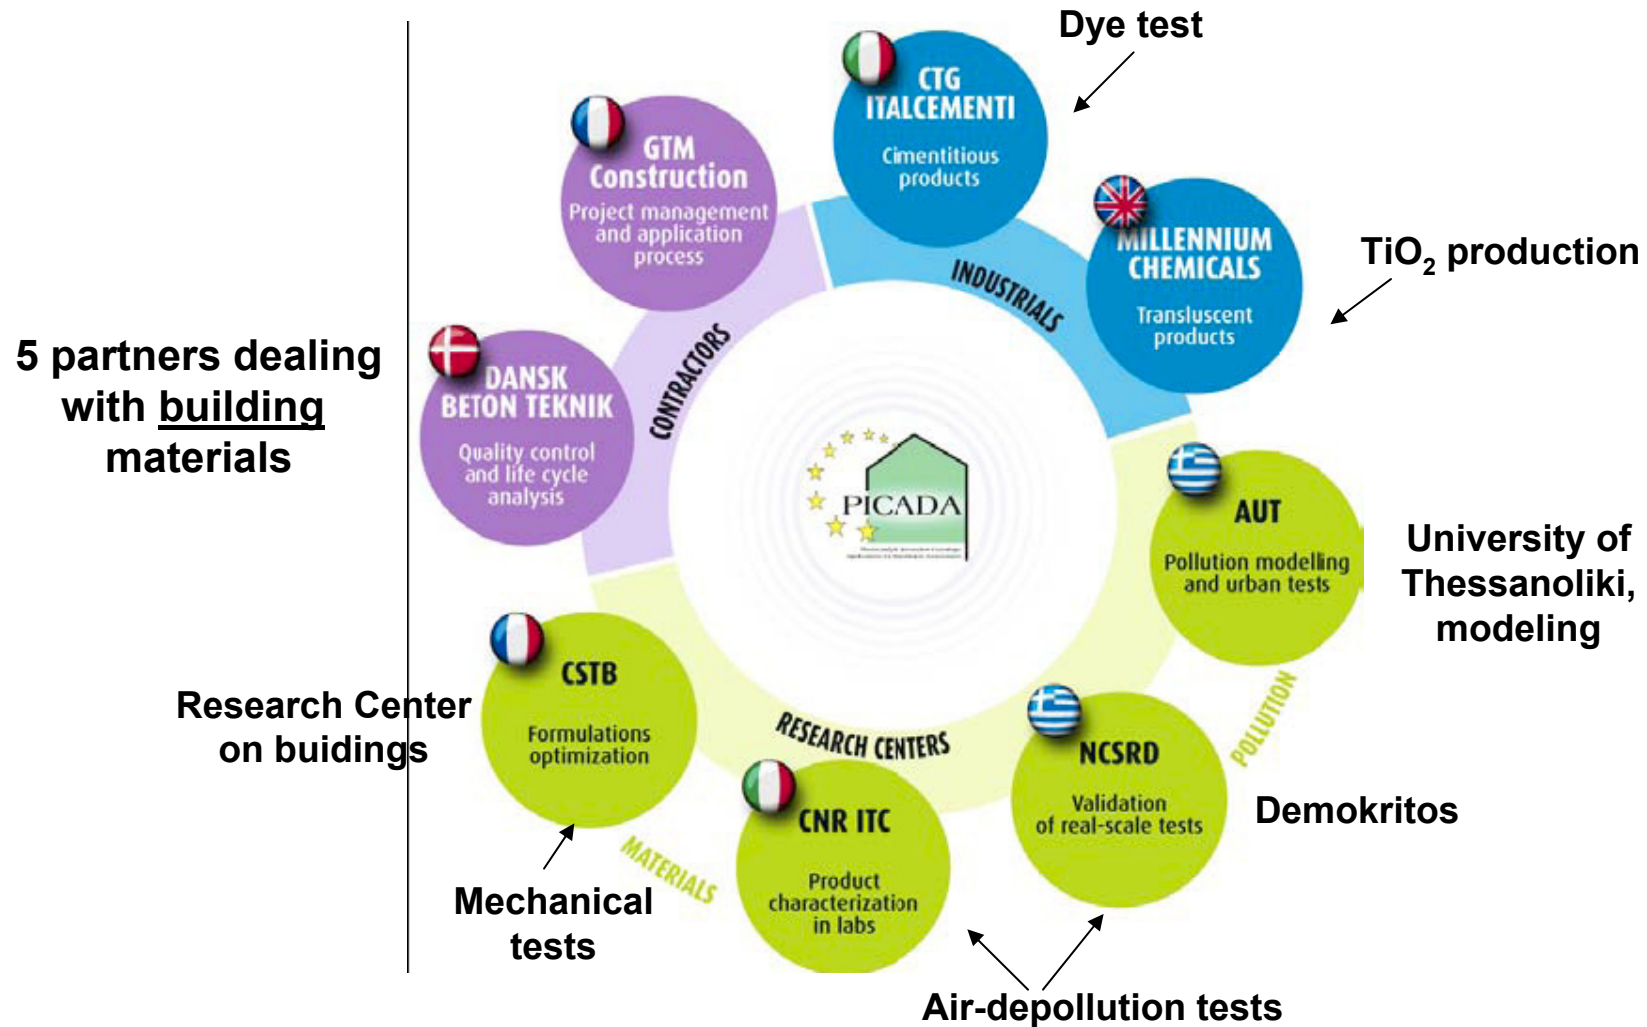 Dye test
CTG
ITALCEMENTI
Cimentitious
products
GTM
Construction
Project management
and application
process
MILLENNIUM
CHEMICALS
Transluscent
products
TiO2 production
INDUSTRIALS
CONTRACTORS
5 partners dealing
with building
materials
DANSK
BETON TEKNIK
Quality control
and life cycle
analysis
PICADA
AUT
Pollution modelling
and urban tests
University of
Thessanoliki,
modeling
CSTB
Formulations
optimization
Research Center
on buidings
RESEARCH CENTERS
POLLUTION
NCSRD
Validation
of real-scale tests
Demokritos
CNR ITC
Product
characterization
in labs
MATERIALS
Mechanical
tests
Air-depollution tests